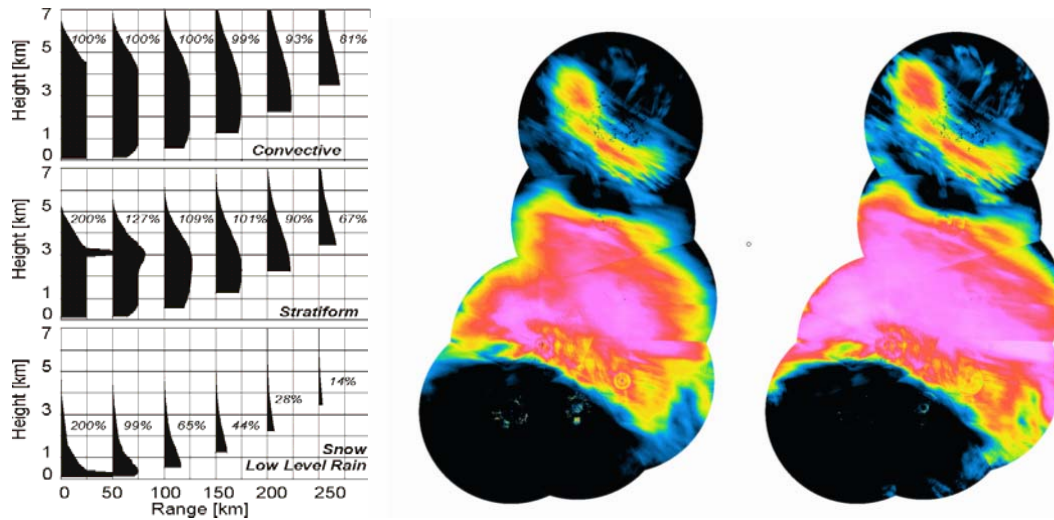 7
5
3
1
0
Height [km]
100% 100% 100% 99% 93% 81%
Convective
7
5
3
1
0
Height [km]
200% 127% 109% 101% 90% 67%
Stratiform
7
5
3
1
0
Height [km]
200% 99% 65% 44% 28% 14%
Snow
Low Level Rain
0 50 100 150 200 250
Range [km]